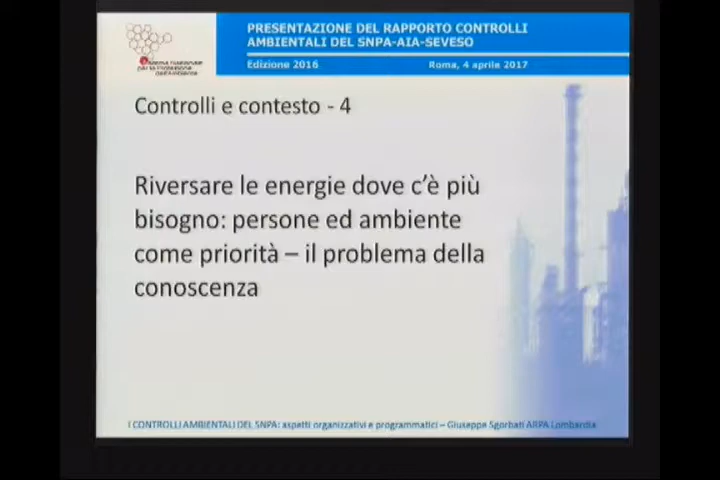 PRESENTAZIONE DEL RAPPORTO CONTROLLI
AMBIENTALI DEL SNPA-AIA-SEVESO
Edizione 2016 Roma, 4 aprile 2017
Controlli e contesto - 4
Riversare le energie dove c'è più
bisogno: persone ed ambiente
come priorità – il problema della
conoscenza
I CONTROLLI AMBIENTALI DEL SNPA: aspetti organizzativi e programmatici – Giuseppe Sgorbati ARPA Lombardia